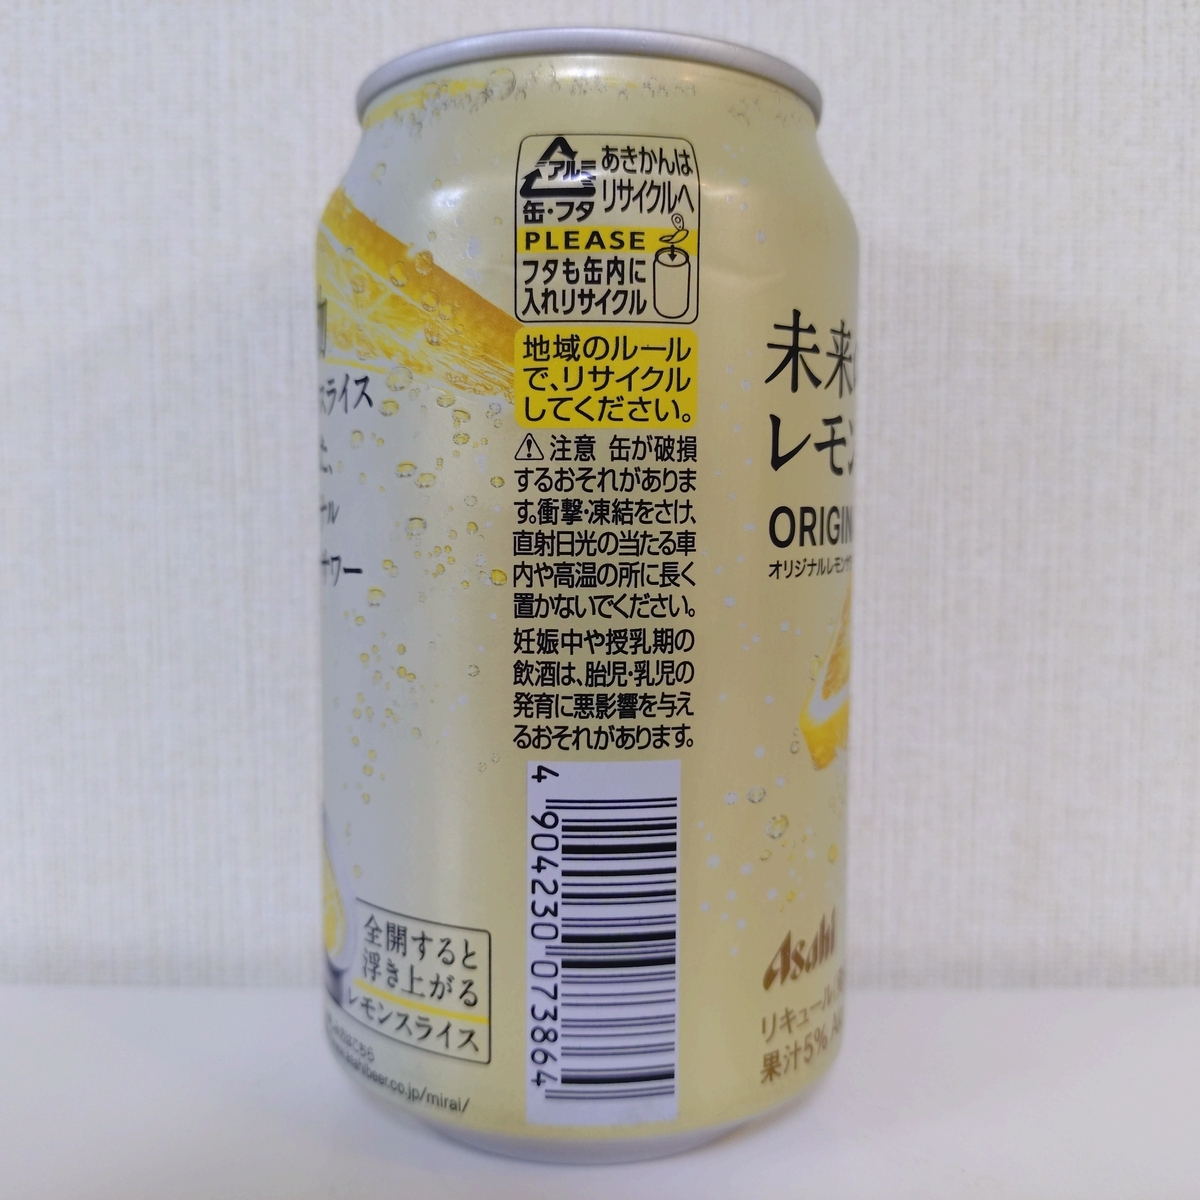 アルミ
缶・フタ
あきかんは
リサイクルへ
PLEASE
フタも缶内に
入れリサイクル
地域のルール
で、リサイクル
してください。
注意 缶が破損
するおそれがありま
す。衝撃・凍結をさけ、
直射日光の当たる車
内や高温の所に長く
置かないでください。
妊娠中や授乳期の
飲酒は、胎児・乳児の
発育に悪影響を与え
るおそれがあります。
4 904230 073864
スライス
ナル
サワー
全開すると
浮き上がる
レモンスライス
はこちら
asahibeer.co.jp/mirai/
未来
レモン
ORIGIN
オリジナルレモンサ
Asahi
リキュール
果汁5%